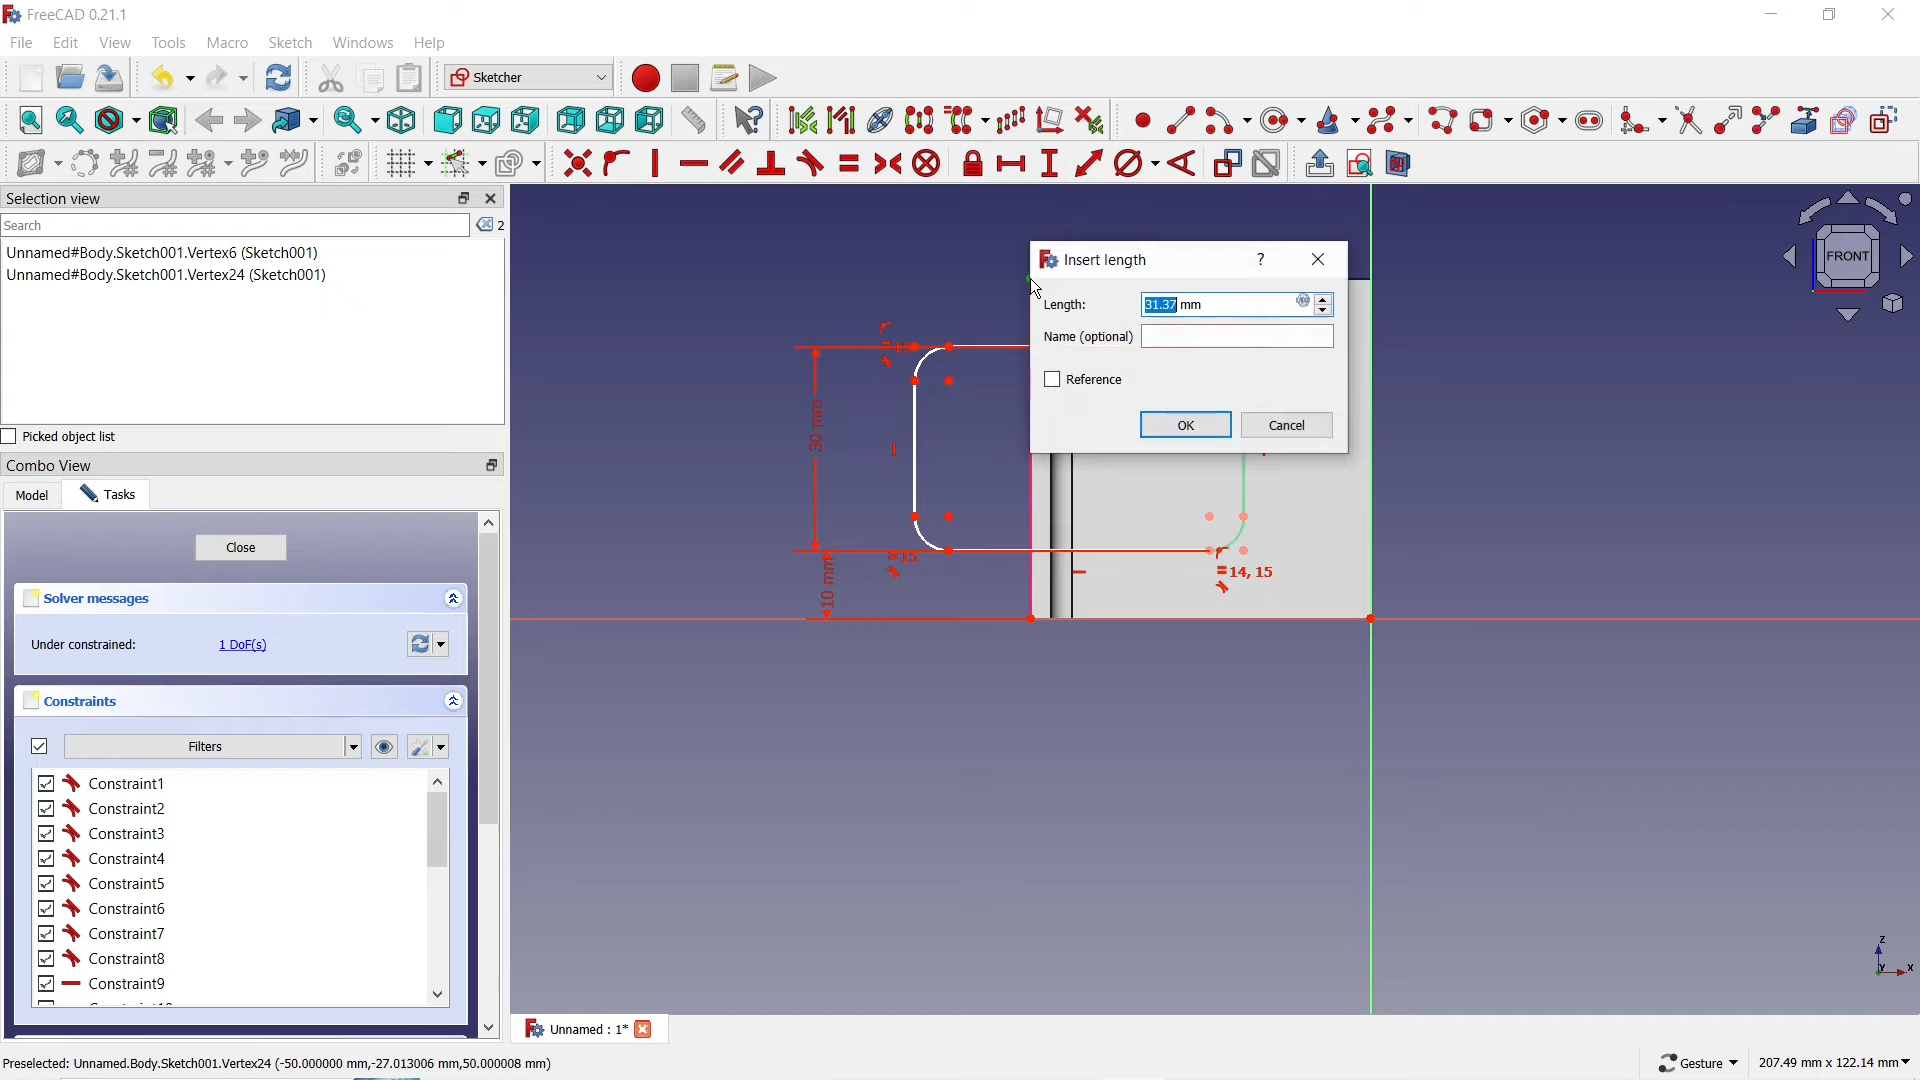 FreeCAD 0.21.1
File Edit View Tools Macro Sketch Windows Help
Sketcher
Selection view
Search
2
Unnamed#Body.Sketch001.Vertex6 (Sketch001)
Unnamed#Body.Sketch001.Vertex24 (Sketch001)
Picked object list
Combo View
Model
Tasks
Close
Solver messages
Under constrained:
1 DoF(s)
Constraints
Filters
Constraint1
Constraint2
Constraint3
Constraint4
Constraint5
Constraint6
Constraint7
Constraint8
Constraint9
FRONT
Insert length
?
Length:
31.37 mm
Name (optional)
Reference
OK
Cancel
30 mm
10 mm
=15
=14, 15
Z
Y
X
Unnamed : 1*
Preselected: Unnamed.Body.Sketch001.Vertex24 (-50.000000 mm,-27.013006 mm,50.000008 mm)
Gesture
207.49 mm x 122.14 mm